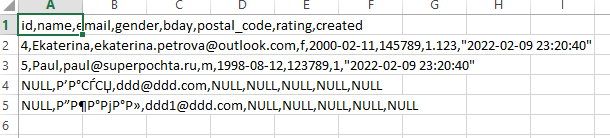 A B C D E F G H I
1 id,name,email,gender,bday,postal_code,rating,created
2 4,Ekaterina,ekaterina.petrova@outlook.com,f,2000-02-11,145789,1.123,"2022-02-09 23:20:40"
3 5,Paul,paul@superpochta.ru,m,1998-08-12,123789,1,"2022-02-09 23:20:40"
4 NULL,Р’Р°СЃСЏ,ddd@ddd.com,NULL,NULL,NULL,NULL,NULL
5 NULL,Р”Р¶Р°РјР°Р»,ddd1@ddd.com,NULL,NULL,NULL,NULL,NULL
6